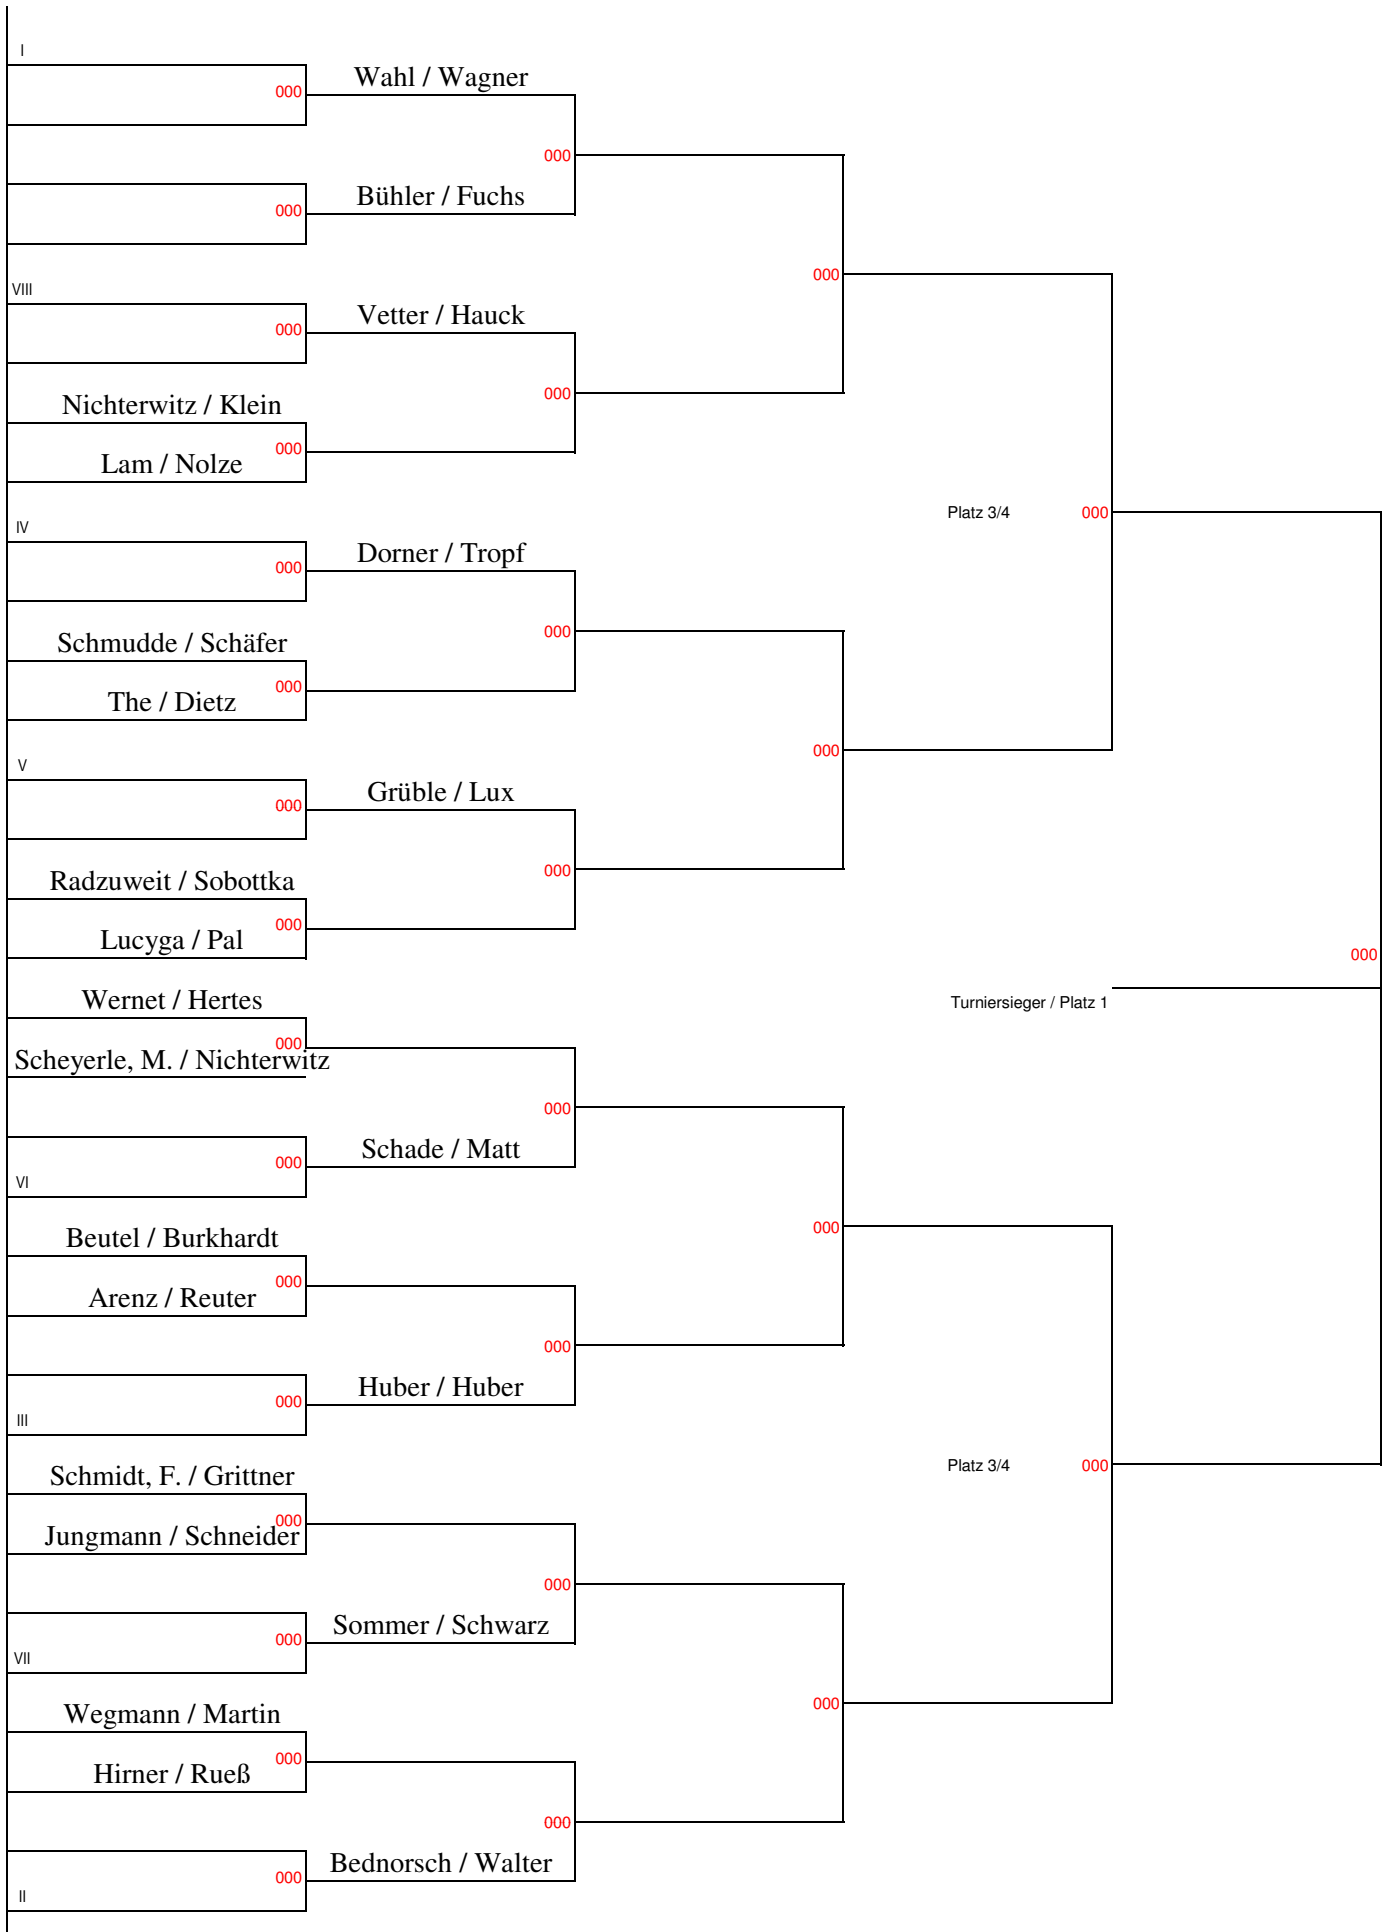 I
Wahl / Wagner
000
000
Bühler / Fuchs
000
000
VIII
Vetter / Hauck
000
000
Nichterwitz / Klein
000
Lam / Nolze
Platz 3/4
000
IV
Dorner / Tropf
000
000
Schmudde / Schäfer
000
The / Dietz
000
V
Grüble / Lux
000
000
Radzuweit / Sobottka
000
Lucyga / Pal
000
Wernet / Hertes
Turniersieger / Platz 1
000
Scheyerle, M. / Nichterwitz
000
Schade / Matt
000
VI
000
Beutel / Burkhardt
000
Arenz / Reuter
000
Huber / Huber
000
III
Platz 3/4
000
Schmidt, F. / Grittner
000
Jungmann / Schneider
000
Sommer / Schwarz
000
VII
000
Wegmann / Martin
000
Hirner / Rueß
000
Bednorsch / Walter
000
II